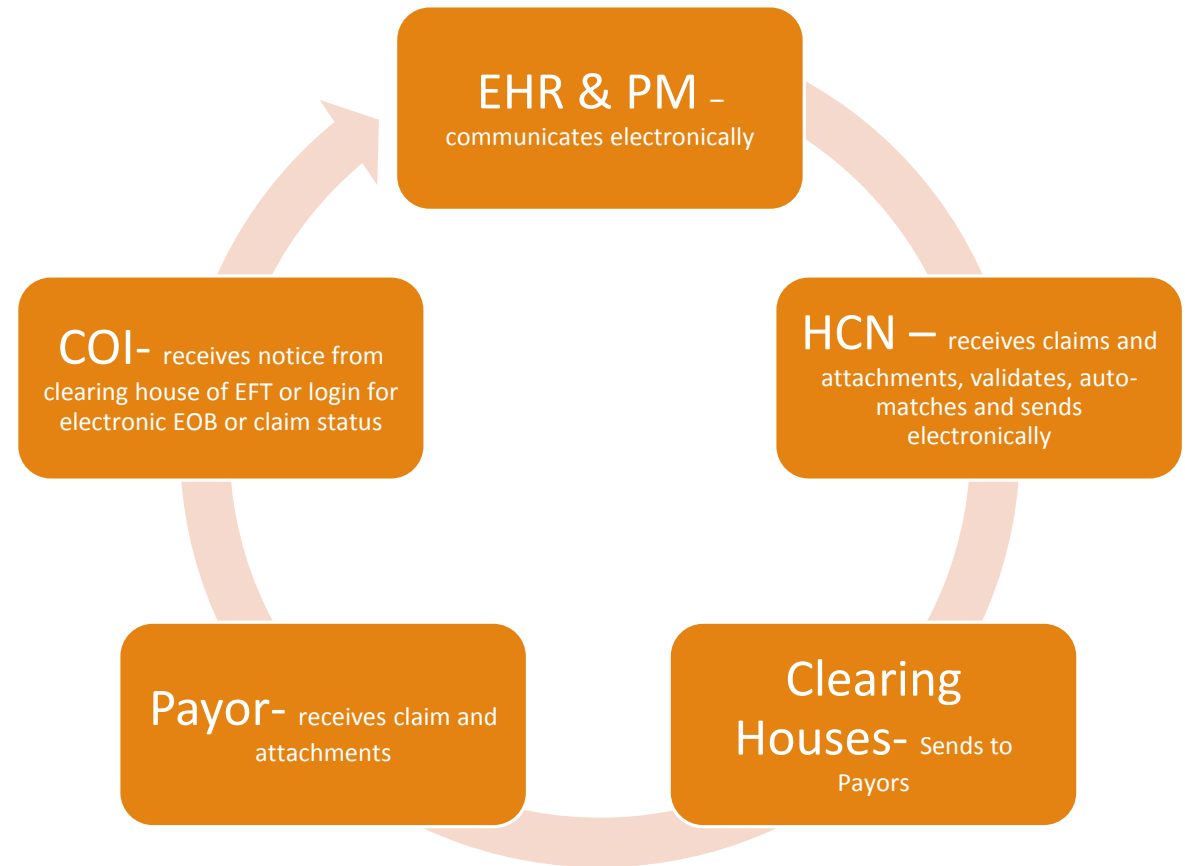 EHR & PM –
communicates electronically
HCN – receives claims and
attachments, validates, auto-
matches and sends
electronically
Clearing
Houses- Sends to
Payors
Payor- receives claim and
attachments
COI- receives notice from
clearing house of EFT or login for
electronic EOB or claim status